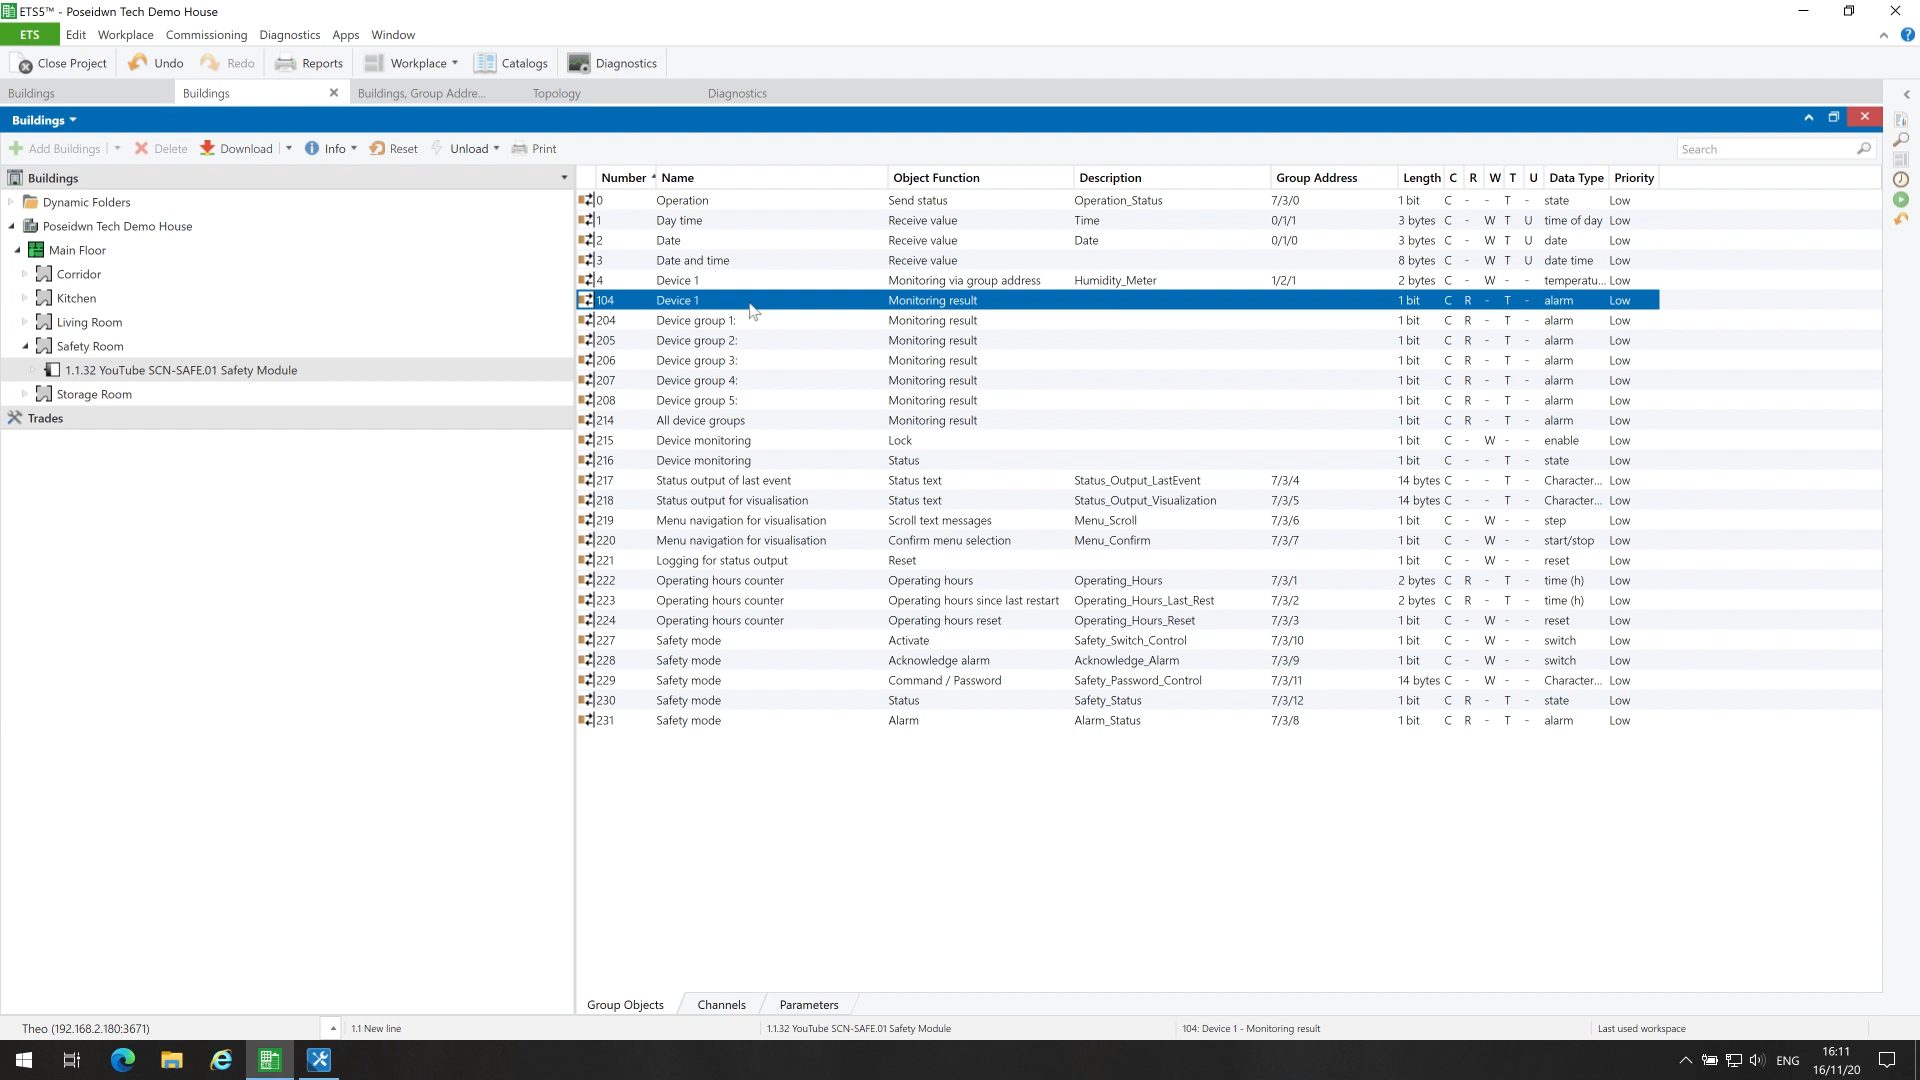 ETS5™ - Poseidwn Tech Demo House
ETS Edit Workplace Commissioning Diagnostics Apps Window
Close Project Undo Redo Reports Workplace Catalogs Diagnostics
Buildings Buildings Buildings, Group Addre... Topology Diagnostics
Buildings
Add Buildings Delete Download Info Reset Unload Print Search
Buildings
Dynamic Folders
Poseidwn Tech Demo House
Main Floor
Corridor
Kitchen
Living Room
Safety Room
1.1.32 YouTube SCN-SAFE.01 Safety Module
Storage Room
Trades
Number Name Object Function Description Group Address Length C R W T U Data Type Priority
0 Operation Send status Operation_Status 7/3/0 1 bit C - - T - state Low
1 Day time Receive value Time 0/1/1 3 bytes C - W T U time of day Low
2 Date Receive value Date 0/1/0 3 bytes C - W T U date Low
3 Date and time Receive value 8 bytes C - W T U date time Low
4 Device 1 Monitoring via group address Humidity_Meter 1/2/1 2 bytes C - W - - temperatu... Low
104 Device 1 Monitoring result 1 bit C R - T - alarm Low
204 Device group 1: Monitoring result 1 bit C R - T - alarm Low
205 Device group 2: Monitoring result 1 bit C R - T - alarm Low
206 Device group 3: Monitoring result 1 bit C R - T - alarm Low
207 Device group 4: Monitoring result 1 bit C R - T - alarm Low
208 Device group 5: Monitoring result 1 bit C R - T - alarm Low
214 All device groups Monitoring result 1 bit C R - T - alarm Low
215 Device monitoring Lock 1 bit C - W - - enable Low
216 Device monitoring Status 1 bit C - - T - state Low
217 Status output of last event Status text Status_Output_LastEvent 7/3/4 14 bytes C - - T - Character... Low
218 Status output for visualisation Status text Status_Output_Visualization 7/3/5 14 bytes C - - T - Character... Low
219 Menu navigation for visualisation Scroll text messages Menu_Scroll 7/3/6 1 bit C - W - - step Low
220 Menu navigation for visualisation Confirm menu selection Menu_Confirm 7/3/7 1 bit C - W - - start/stop Low
221 Logging for status output Reset 1 bit C - W - - reset Low
222 Operating hours counter Operating hours Operating_Hours 7/3/1 2 bytes C R - T - time (h) Low
223 Operating hours counter Operating hours since last restart Operating_Hours_Last_Rest 7/3/2 2 bytes C R - T - time (h) Low
224 Operating hours counter Operating hours reset Operating_Hours_Reset 7/3/3 1 bit C - W - - reset Low
227 Safety mode Activate Safety_Switch_Control 7/3/10 1 bit C - W - - switch Low
228 Safety mode Acknowledge alarm Acknowledge_Alarm 7/3/9 1 bit C - W - - switch Low
229 Safety mode Command / Password Safety_Password_Control 7/3/11 14 bytes C - W - - Character... Low
230 Safety mode Status Safety_Status 7/3/12 1 bit C R - T - state Low
231 Safety mode Alarm Alarm_Status 7/3/8 1 bit C R - T - alarm Low
Group Objects Channels Parameters
Theo (192.168.2.180:3671) 1.1 New line 1.1.32 YouTube SCN-SAFE.01 Safety Module 104: Device 1 - Monitoring result Last used workspace
ENG 16:11
16/11/20